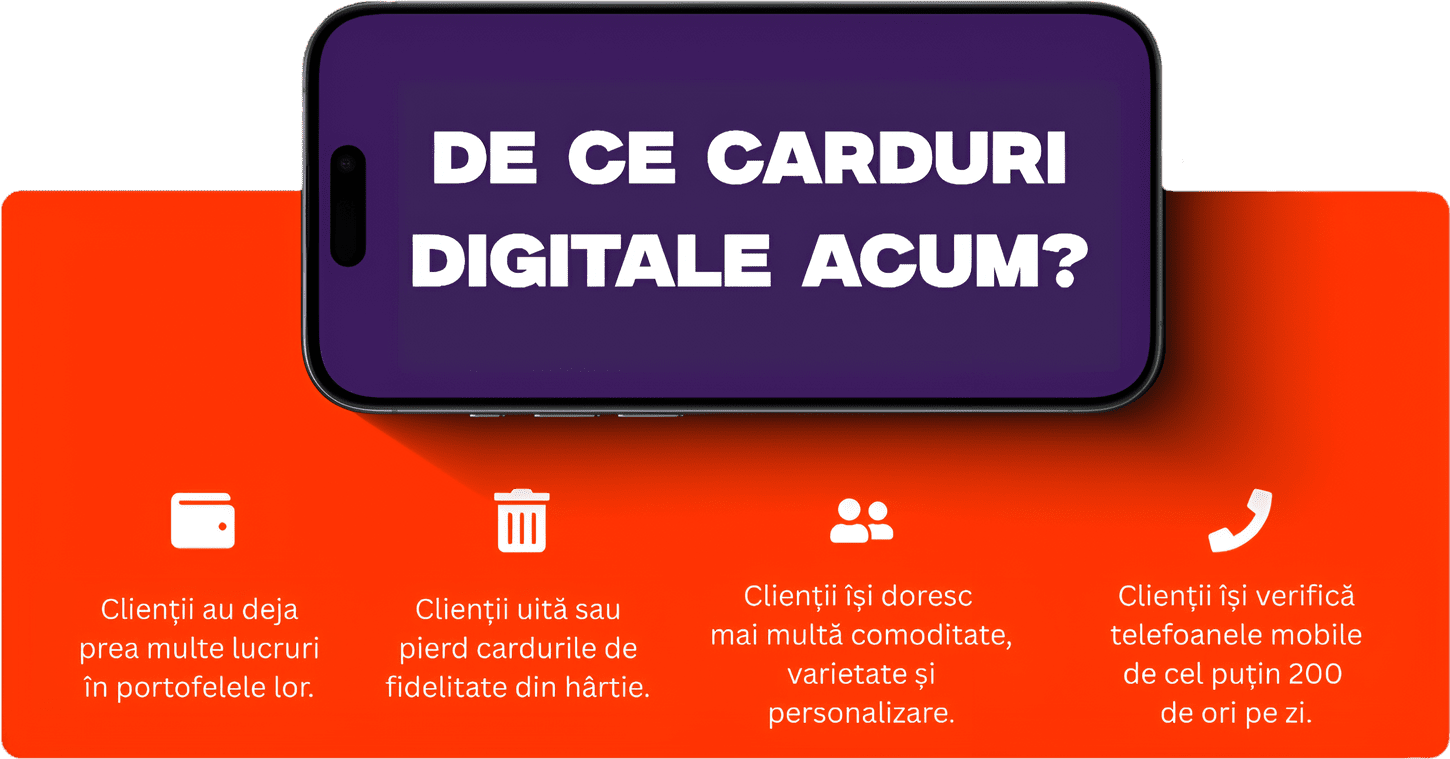 DE CE CARDURI
DIGITALE ACUM?
Clienții au deja
prea multe lucruri
în portofelele lor.
Clienții uită sau
pierd cardurile de
fidelitate din hârtie.
Clienții își doresc
mai multă comoditate,
varietate și
personalizare.
Clienții își verifică
telefoanele mobile
de cel puțin 200
de ori pe zi.